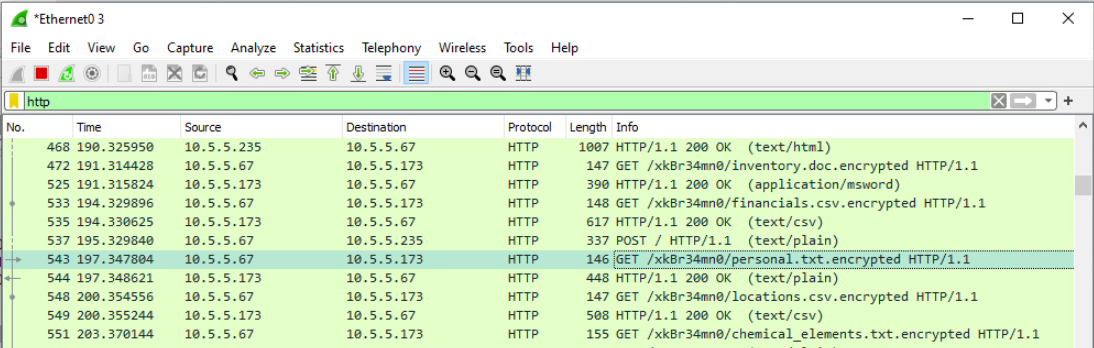 *Ethernet0 3
File Edit View Go Capture Analyze Statistics Telephony Wireless Tools Help
http
No. Time Source Destination Protocol Length Info
468 190.325950 10.5.5.235 10.5.5.67 HTTP 1007 HTTP/1.1 200 OK (text/html)
472 191.314428 10.5.5.67 10.5.5.173 HTTP 147 GET /xkBr34mn0/inventory.doc.encrypted HTTP/1.1
525 191.315824 10.5.5.173 10.5.5.67 HTTP 390 HTTP/1.1 200 OK (application/msword)
533 194.329896 10.5.5.67 10.5.5.173 HTTP 148 GET /xkBr34mn0/financials.csv.encrypted HTTP/1.1
535 194.330625 10.5.5.173 10.5.5.67 HTTP 617 HTTP/1.1 200 OK (text/csv)
537 195.329840 10.5.5.67 10.5.5.235 HTTP 337 POST / HTTP/1.1 (text/plain)
543 197.347804 10.5.5.67 10.5.5.173 HTTP 146 GET /xkBr34mn0/personal.txt.encrypted HTTP/1.1
544 197.348621 10.5.5.173 10.5.5.67 HTTP 448 HTTP/1.1 200 OK (text/plain)
548 200.354556 10.5.5.67 10.5.5.173 HTTP 147 GET /xkBr34mn0/locations.csv.encrypted HTTP/1.1
549 200.355244 10.5.5.173 10.5.5.67 HTTP 508 HTTP/1.1 200 OK (text/csv)
551 203.370144 10.5.5.67 10.5.5.173 HTTP 155 GET /xkBr34mn0/chemical_elements.txt.encrypted HTTP/1.1